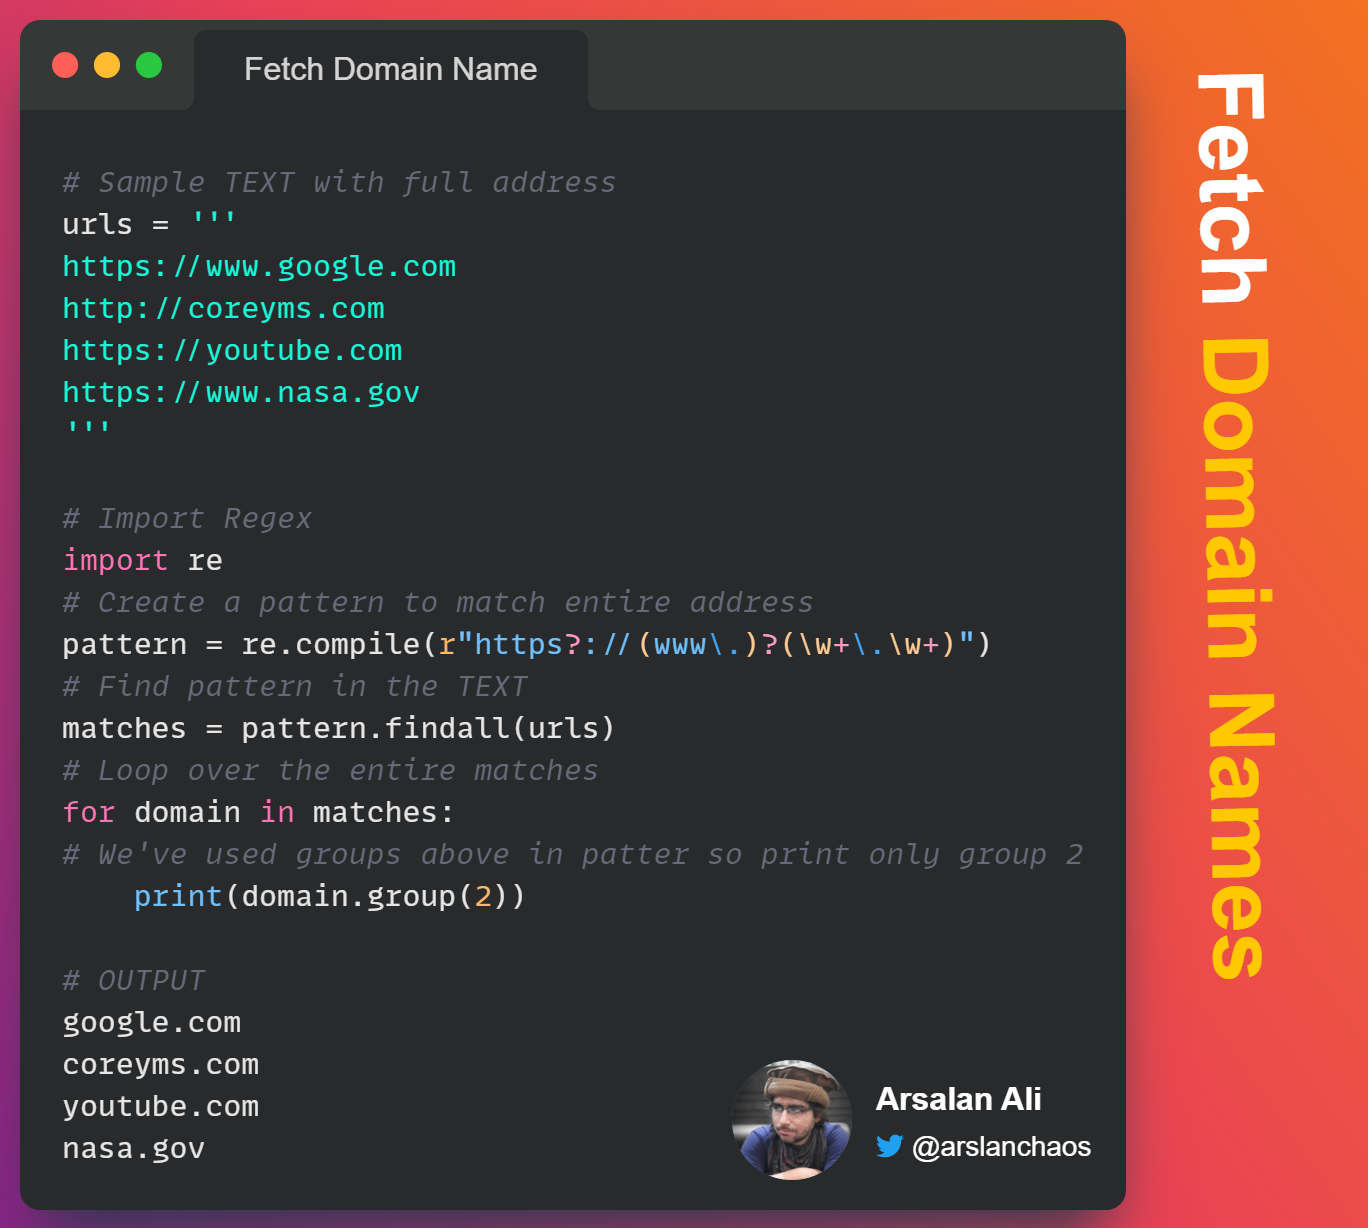 Fetch Domain Name
# Sample TEXT with full address
urls = '''
https://www.google.com
http://coreyms.com
https://youtube.com
https://www.nasa.gov
'''
# Import Regex
import re
# Create a pattern to match entire address
pattern = re.compile(r"https?://(www\.)?(\w+\.\w+)")
# Find pattern in the TEXT
matches = pattern.findall(urls)
# Loop over the entire matches
for domain in matches:
# We've used groups above in patter so print only group 2
    print(domain.group(2))
# OUTPUT
google.com
coreyms.com
youtube.com
nasa.gov
Arsalan Ali
@arslanchaos
Fetch Domain Names